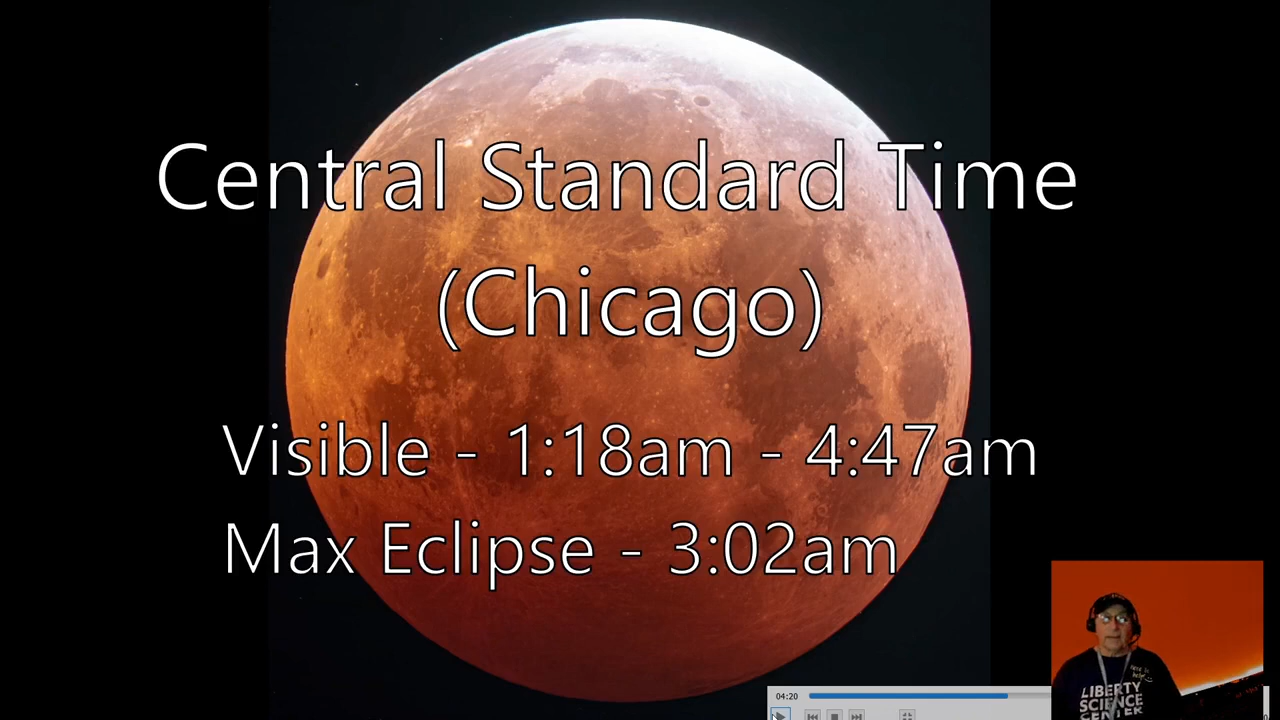 Central Standard Time
(Chicago)
Visible - 1:18am - 4:47am
Max Eclipse - 3:02am
04:20
LIBERTY
SCIENCE
CENTER